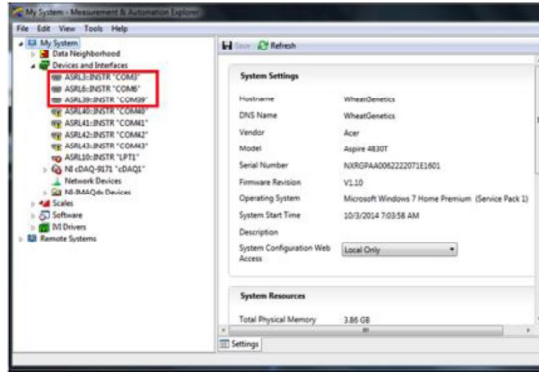 My System - Measurement & Automation Explorer
File Edit View Tools Help
My System
Data Neighborhood
Devices and Interfaces
ASRL3::INSTR "COM3"
ASRL6::INSTR "COM6"
ASRL39::INSTR "COM39"
ASRL40::INSTR "COM40"
ASRL41::INSTR "COM41"
ASRL42::INSTR "COM42"
ASRL43::INSTR "COM43"
ASRL10::INSTR "LPT1"
NI cDAQ-9171 "cDAQ1"
Network Devices
NI-IMAQdx Devices
Scales
Software
IVI Drivers
Remote Systems
Save Refresh
System Settings
Hostname WheatGenetics
DNS Name WheatGenetics
Vendor Acer
Model Aspire 4830T
Serial Number NXRGPAA0062222071E1601
Firmware Revision V1.10
Operating System Microsoft Windows 7 Home Premium (Service Pack 1)
System Start Time 10/3/2014 7:03:58 AM
Description
System Configuration Web Access Local Only
System Resources
Total Physical Memory 3.86 GB
Settings